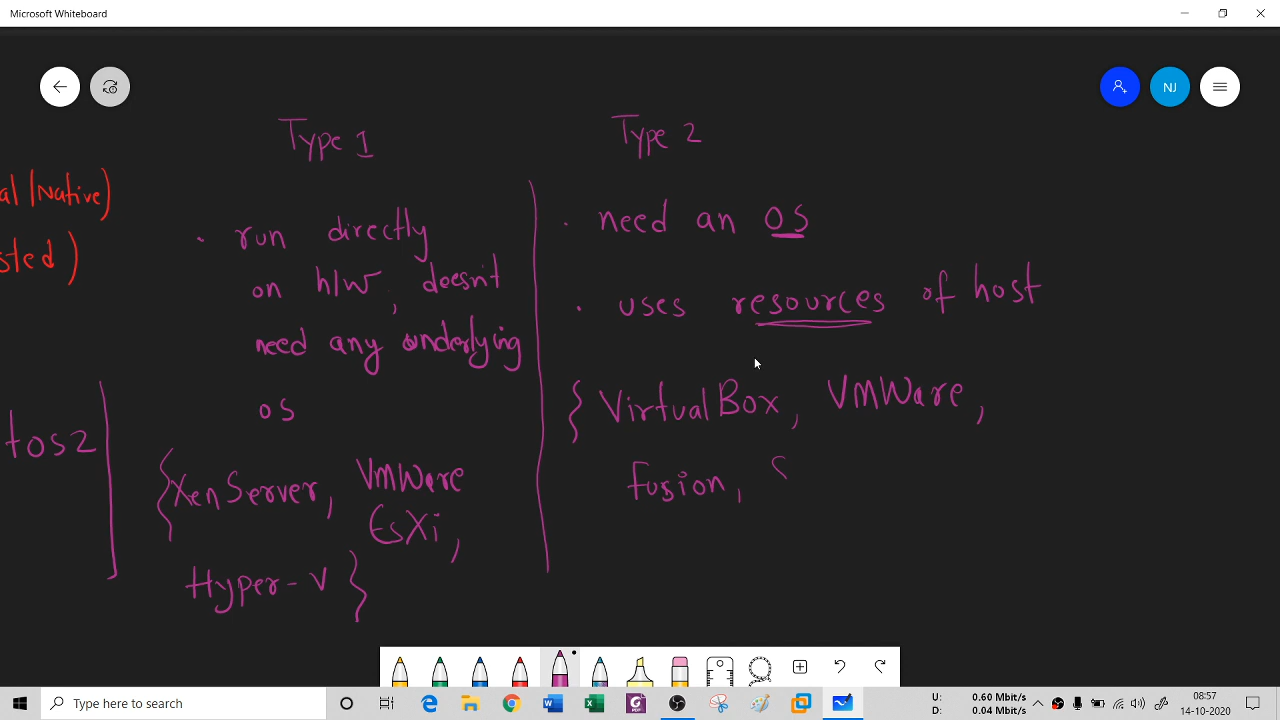 Microsoft Whiteboard
NJ
Type 1
Type 2
al/Native)
sted)
tos2
. run directly
on h/w, doesn't
need any underlying
os
{XenServer, VMWare
EsXi,
Hyper-v}
. need an OS
. uses resources of host
{VirtualBox, VMWare,
fusion,
Type here to search
U: 0.60 Mbit/s
D: 0.04 Mbit/s
08:57
14-10-2020